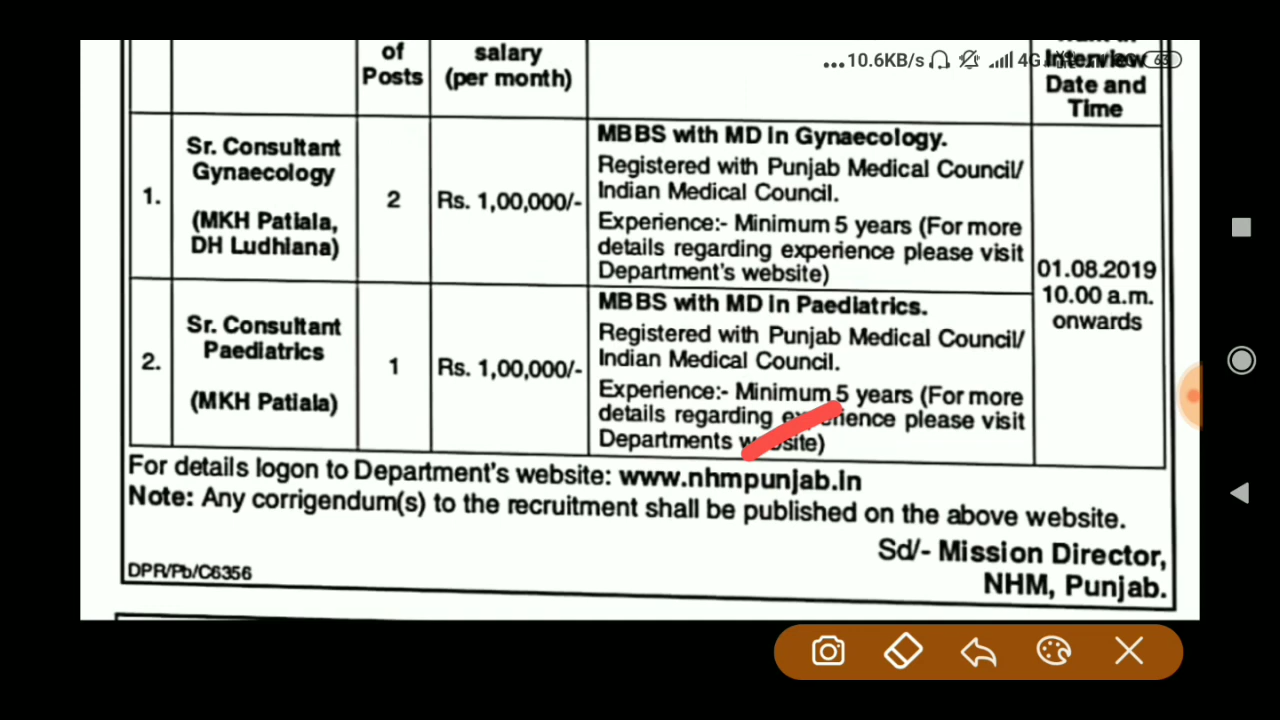 ...10.6KB/s 4G 63
of
Posts
salary
(per month)
Interview
Date and
Time
1.
Sr. Consultant
Gynaecology
(MKH Patiala,
DH Ludhiana)
2
Rs. 1,00,000/-
MBBS with MD in Gynaecology.
Registered with Punjab Medical Council/
Indian Medical Council.
Experience:- Minimum 5 years (For more
details regarding experience please visit
Department's website)
01.08.2019
10.00 a.m.
onwards
2.
Sr. Consultant
Paediatrics
(MKH Patiala)
1
Rs. 1,00,000/-
MBBS with MD in Paediatrics.
Registered with Punjab Medical Council/
Indian Medical Council.
Experience:- Minimum 5 years (For more
details regarding experience please visit
Departments website)
For details logon to Department's website: www.nhmpunjab.in
Note: Any corrigendum(s) to the recruitment shall be published on the above website.
Sd/- Mission Director,
NHM, Punjab.
DPR/Pb/C6356